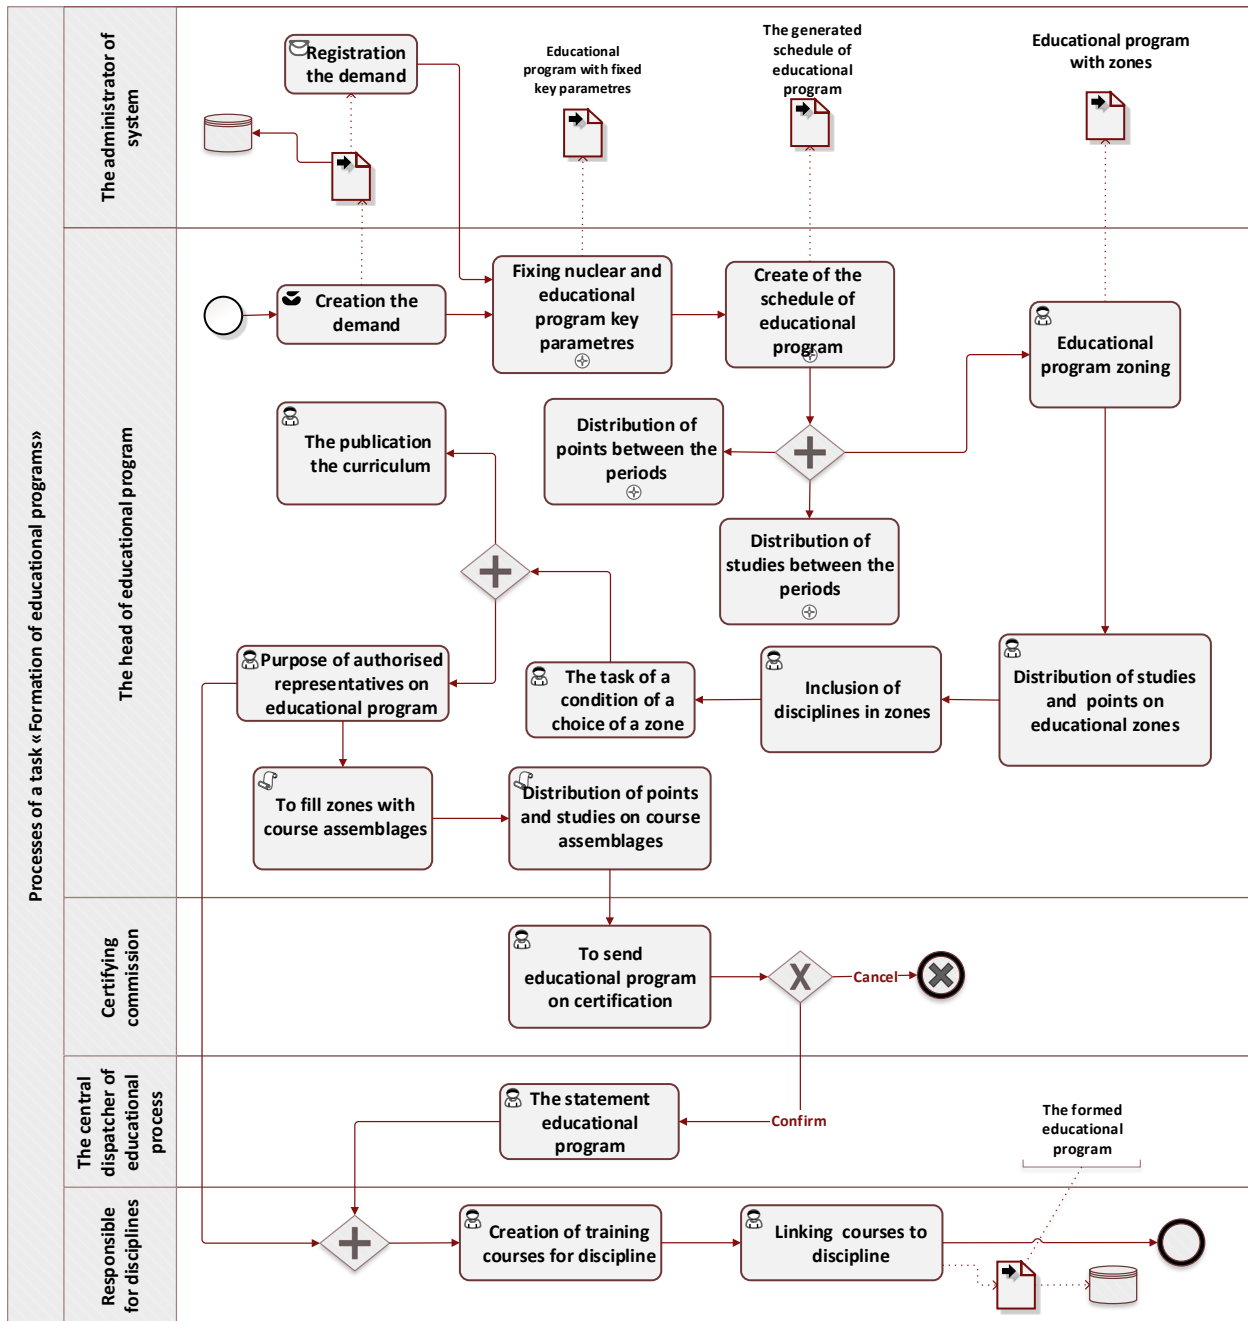 Processes of a task «Formation of educational programs»
The administrator of
system
Registration
the demand
Educational
program with fixed
key parametres
The generated
schedule of
educational
program
Educational program
with zones
The head of educational program
Creation the
demand
Fixing nuclear and
educational
program key
parametres
Create of the
schedule of
educational
program
Educational
program zoning
The publication
the curriculum
Distribution of
points between the
periods
Distribution of
studies between the
periods
Purpose of authorised
representatives on
educational program
The task of a
condition of a
choice of a zone
Inclusion of
disciplines in zones
Distribution of studies
and points on
educational zones
To fill zones with
course assemblages
Distribution of points
and studies on course
assemblages
Certifying
commission
To send
educational program
on certification
X
Cancel
The central
dispatcher of
educational
process
The statement
educational
program
Confirm
The formed
educational
program
Responsible
for disciplines
Creation of training
courses for discipline
Linking courses to
discipline